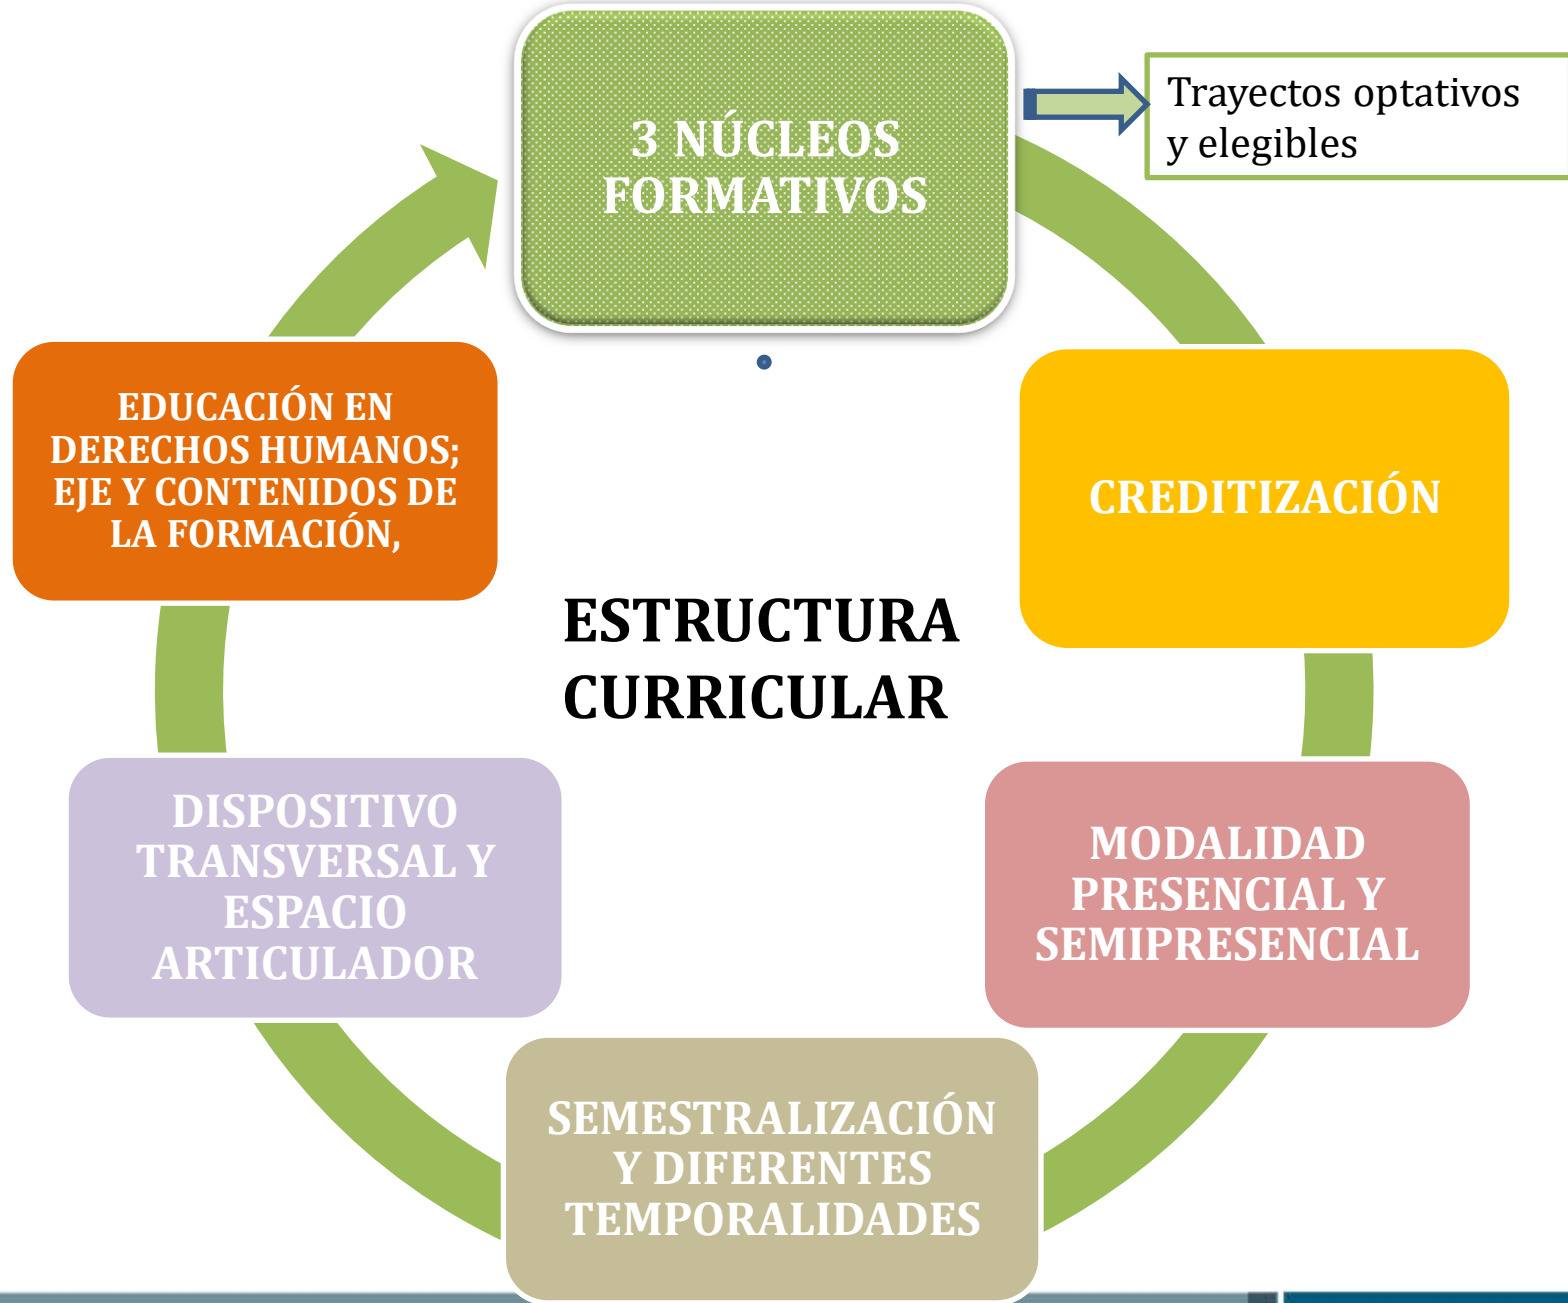 3 NÚCLEOS
FORMATIVOS
Trayectos optativos
y elegibles
CREDITIZACIÓN
MODALIDAD
PRESENCIAL Y
SEMIPRESENCIAL
SEMESTRALIZACIÓN
Y DIFERENTES
TEMPORALIDADES
DISPOSITIVO
TRANSVERSAL Y
ESPACIO
ARTICULADOR
EDUCACIÓN EN
DERECHOS HUMANOS;
EJE Y CONTENIDOS DE
LA FORMACIÓN,
ESTRUCTURA
CURRICULAR